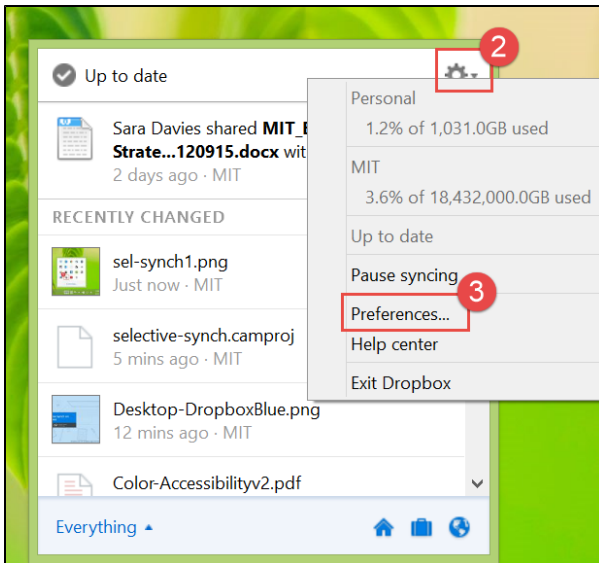 2
Up to date
Personal
1.2% of 1,031.0GB used
MIT
3.6% of 18,432,000.0GB used
Up to date
Pause syncing
3
Preferences...
Help center
Exit Dropbox
Sara Davies shared MIT_
Strate...120915.docx wit
2 days ago · MIT
RECENTLY CHANGED
sel-synch1.png
Just now · MIT
selective-synch.camproj
5 mins ago · MIT
Desktop-DropboxBlue.png
12 mins ago · MIT
Color-Accessibilityv2.pdf
Everything